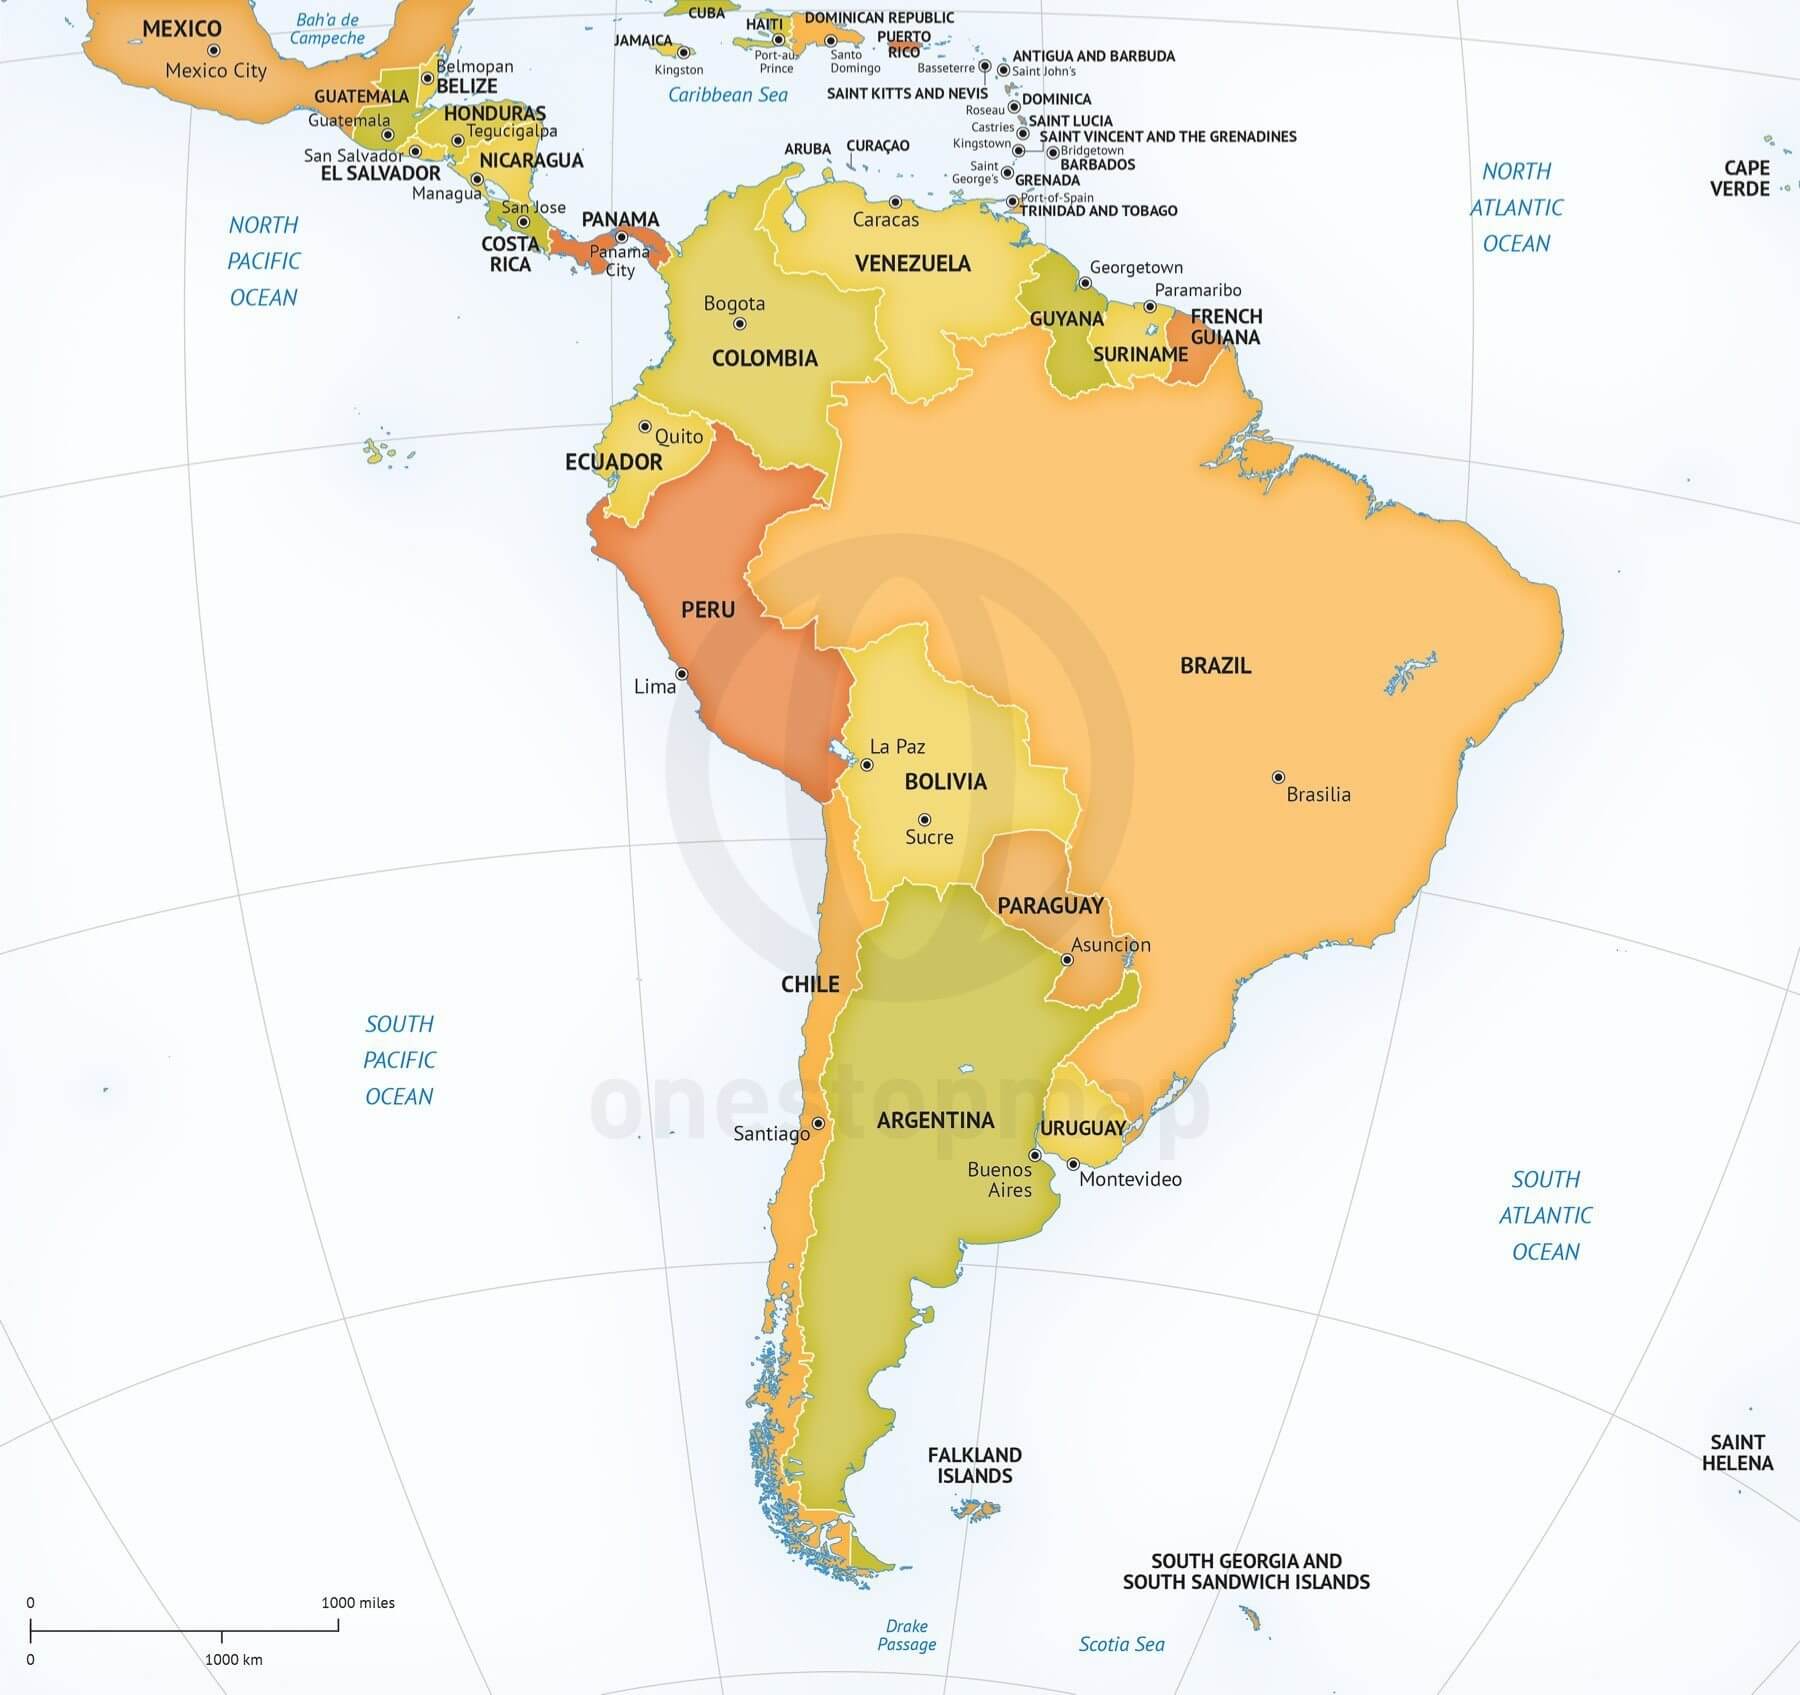 MEXICO
Mexico City
Bah'a de
Campeche
CUBA
HAITI
DOMINICAN REPUBLIC
PUERTO
RICO
JAMAICA
Kingston
Port-au-
Prince
Santo
Domingo
Basseterre
ANTIGUA AND BARBUDA
Saint John's
SAINT KITTS AND NEVIS
Caribbean Sea
Belmopan
BELIZE
GUATEMALA
Guatemala
HONDURAS
Tegucigalpa
San Salvador
EL SALVADOR
NICARAGUA
Managua
San Jose
COSTA
RICA
PANAMA
Panama
City
DOMINICA
Roseau
SAINT LUCIA
Castries
SAINT VINCENT AND THE GRENADINES
Kingstown
Bridgetown
BARBADOS
Saint
George's
GRENADA
Port-of-Spain
TRINIDAD AND TOBAGO
ARUBA
CURAÇAO
NORTH
PACIFIC
OCEAN
NORTH
ATLANTIC
OCEAN
CAPE
VERDE
Caracas
VENEZUELA
Georgetown
Paramaribo
GUYANA
FRENCH
GUIANA
SURINAME
Bogota
COLOMBIA
Quito
ECUADOR
PERU
Lima
BRAZIL
Brasilia
La Paz
BOLIVIA
Sucre
PARAGUAY
Asuncion
CHILE
SOUTH
PACIFIC
OCEAN
onestopmap
Santiago
ARGENTINA
URUGUAY
Buenos
Aires
Montevideo
SOUTH
ATLANTIC
OCEAN
FALKLAND
ISLANDS
SAINT
HELENA
SOUTH GEORGIA AND
SOUTH SANDWICH ISLANDS
Drake
Passage
Scotia Sea
0 1000 miles
0 1000 km